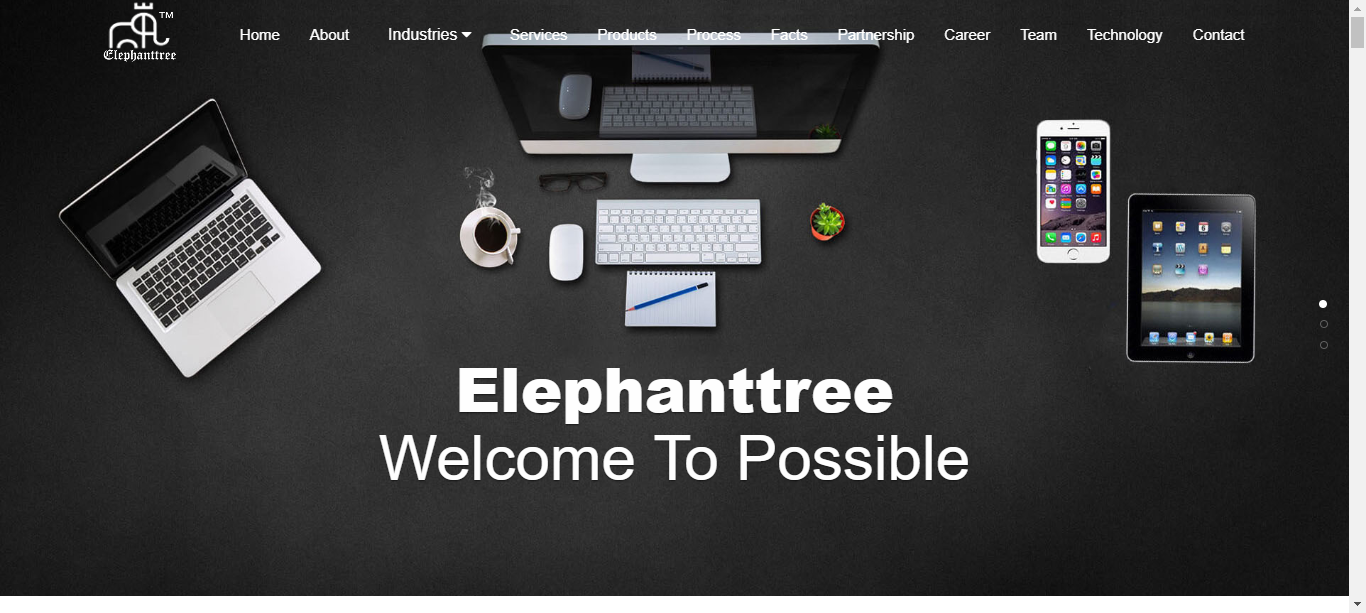 TM
Elephanttree
Home About Industries Services Products Process Facts Partnership Career Team Technology Contact
Elephanttree
Welcome To Possible